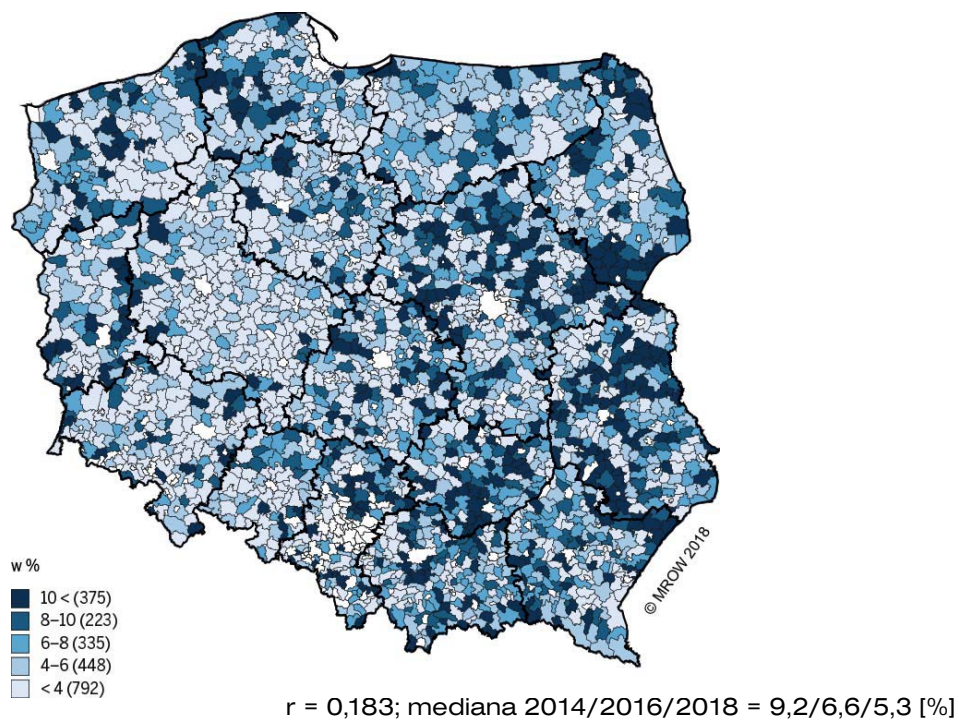 © MROW 2018
w %
10 < (375)
8–10 (223)
6–8 (335)
4–6 (448)
< 4 (792)
r = 0,183; mediana 2014/2016/2018 = 9,2/6,6/5,3 [%]